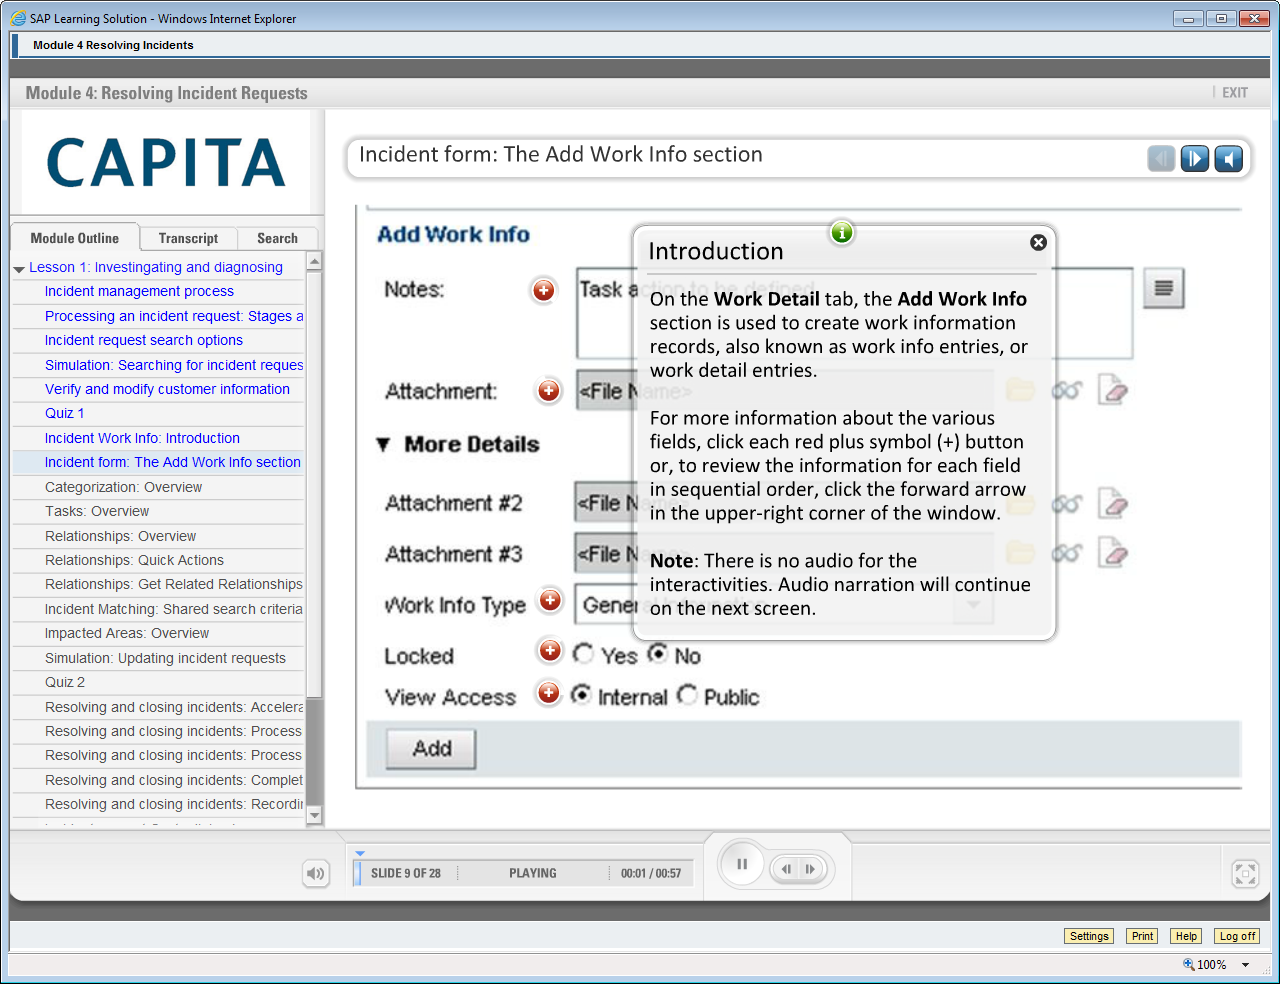 SAP Learning Solution - Windows Internet Explorer
Module 4 Resolving Incidents
Module 4: Resolving Incident Requests
EXIT
CAPITA
Incident form: The Add Work Info section
Module Outline
Transcript
Search
Lesson 1: Investingating and diagnosing
Incident management process
Processing an incident request: Stages a
Incident request search options
Simulation: Searching for incident reques
Verify and modify customer information
Quiz 1
Incident Work Info: Introduction
Incident form: The Add Work Info section
Categorization: Overview
Tasks: Overview
Relationships: Overview
Relationships: Quick Actions
Relationships: Get Related Relationships
Incident Matching: Shared search criteria
Impacted Areas: Overview
Simulation: Updating incident requests
Quiz 2
Resolving and closing incidents: Accelera
Resolving and closing incidents: Process
Resolving and closing incidents: Process
Resolving and closing incidents: Complet
Resolving and closing incidents: Recordin
Add Work Info
Notes:
Task action to be defined
Attachment:
<File Name>
More Details
Attachment #2
<File Name>
Attachment #3
<File Name>
Work Info Type
General Information
Locked
Yes
No
View Access
Internal
Public
Add
Introduction
On the Work Detail tab, the Add Work Info
section is used to create work information
records, also known as work info entries, or
work detail entries.
For more information about the various
fields, click each red plus symbol (+) button
or, to review the information for each field
in sequential order, click the forward arrow
in the upper-right corner of the window.
Note: There is no audio for the
interactivities. Audio narration will continue
on the next screen.
SLIDE 9 OF 28
PLAYING
00:01 / 00:57
Settings
Print
Help
Log off
100%